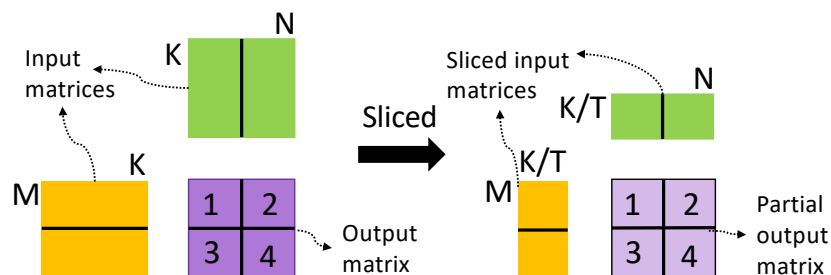 N
Input
matrices
K
K
M
1 2
3 4
Output
matrix
Sliced
Sliced input
matrices
N
K/T
K/T
M
1 2
3 4
Partial
output
matrix